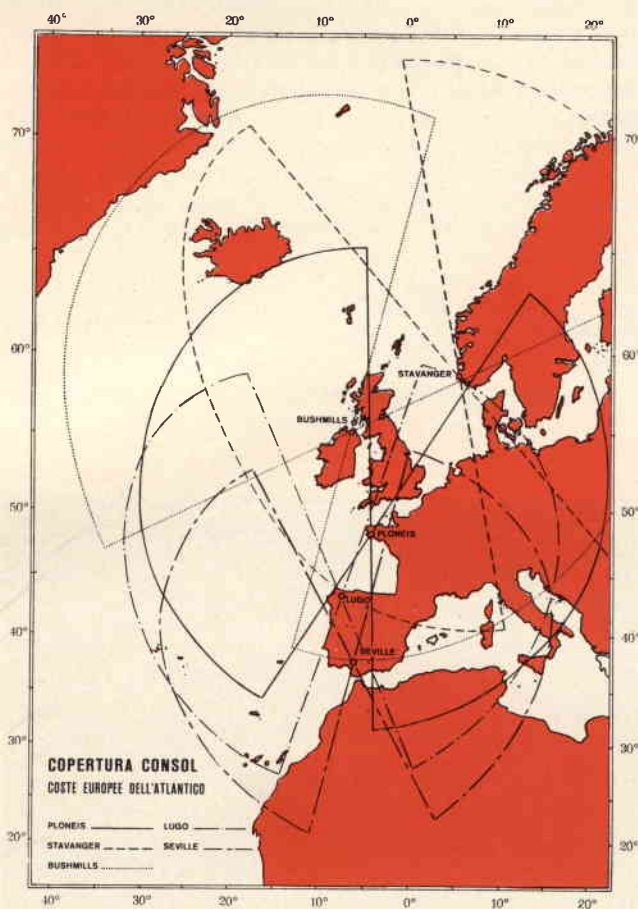 40° 30° 20° 10° 0° 10° 20°
70° 70°
60° 60°
STAVANGER
BUSHMILLS
50° 50°
PLONEIS
LUGO
40° 40°
SEVILLE
30° 30°
COPERTURA CONSOL
COSTE EUROPEE DELL'ATLANTICO
PLONEIS LUGO
20° 20°
STAVANGER SEVILLE
BUSHMILLS
40° 30° 20° 10° 0° 10° 20°